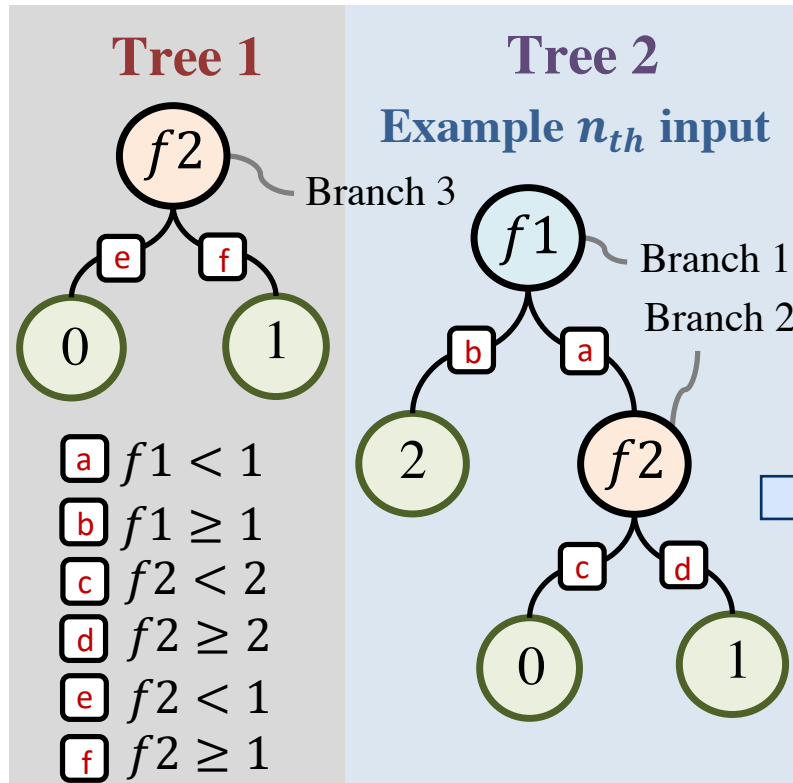 Tree 1
f2
Branch 3
e
f
0
1
a f1 < 1
b f1 ≥ 1
c f2 < 2
d f2 ≥ 2
e f2 < 1
f f2 ≥ 1
Tree 2
Example n_th input
f1
Branch 1
Branch 2
b
a
2
f2
c
d
0
1